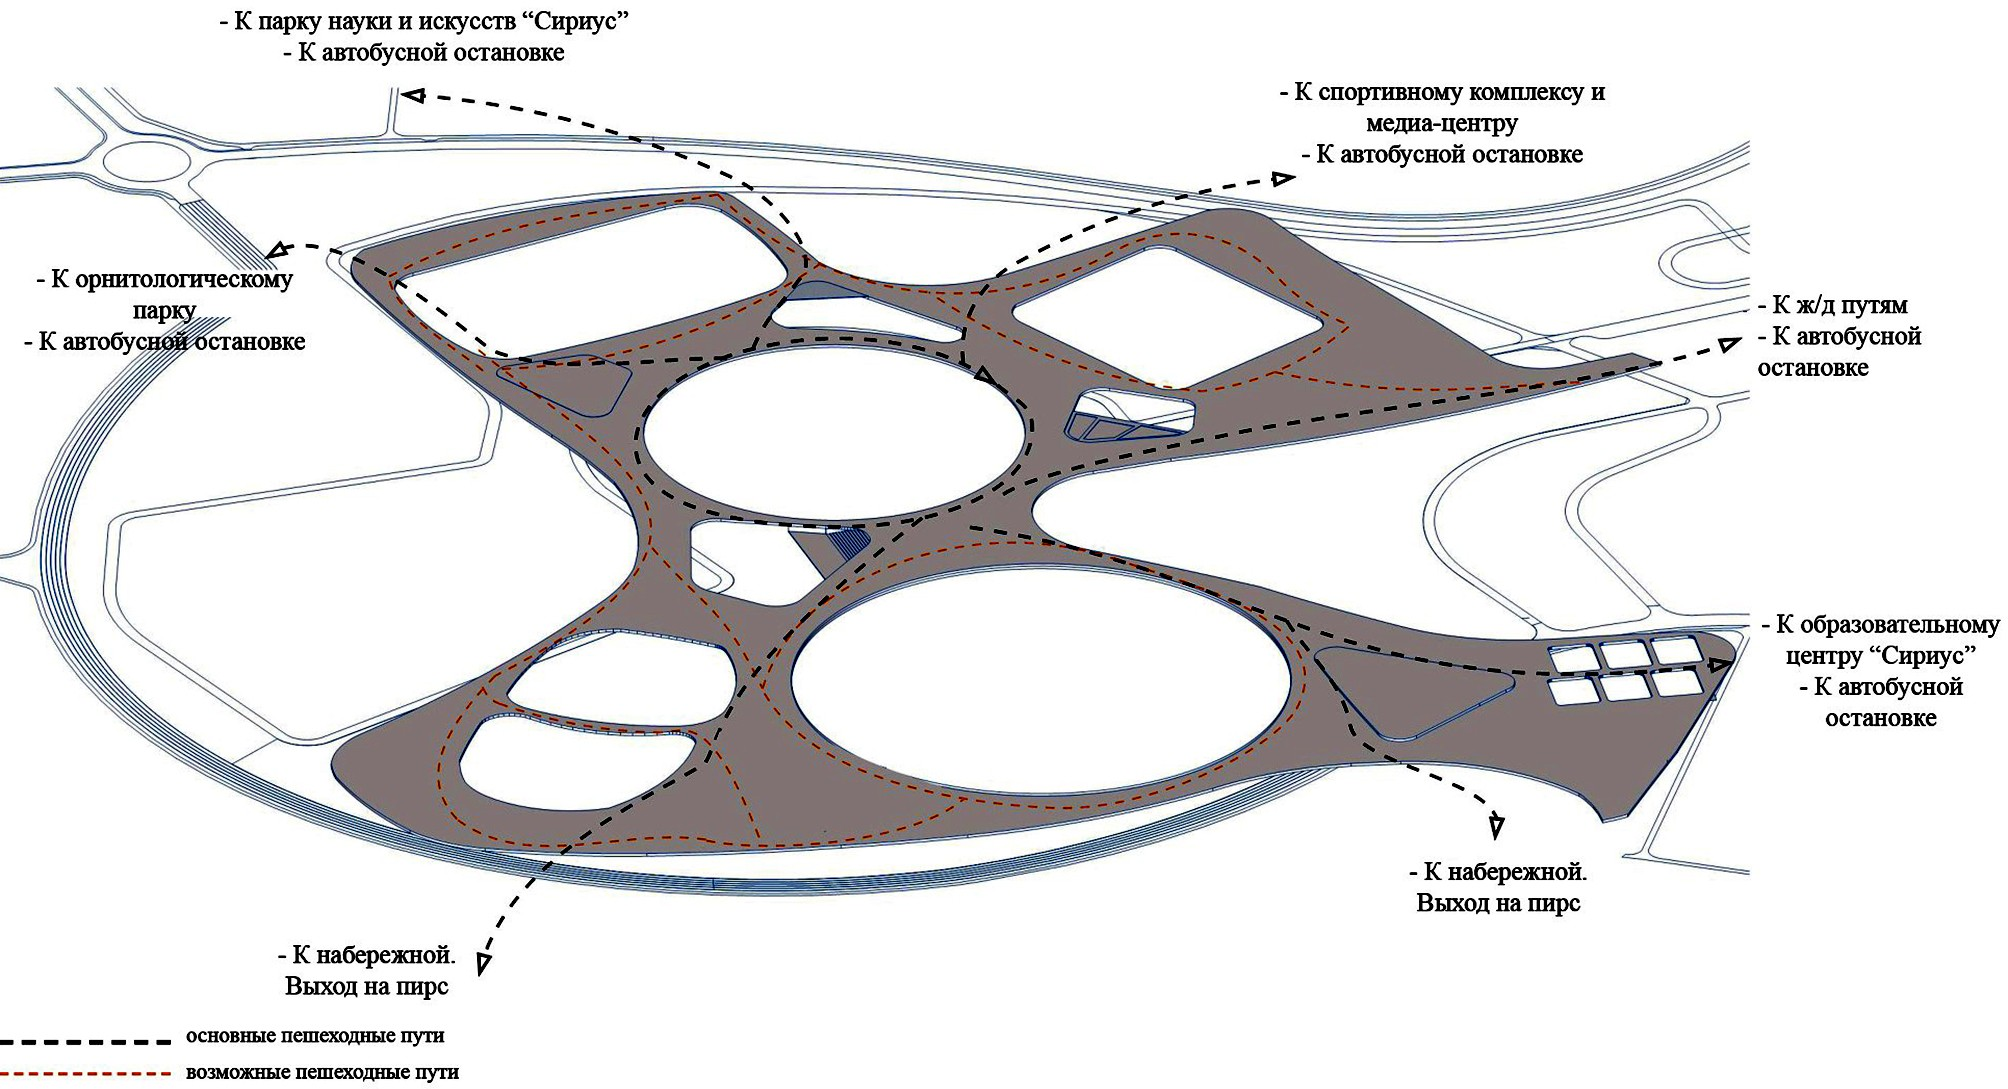 - К парку науки и искусств “Сириус”
- К автобусной остановке
- К спортивному комплексу и
медиа-центру
- К автобусной остановке
- К орнитологическому
парку
- К автобусной остановке
- К ж/д путям
- К автобусной
остановке
- К образовательному
центру “Сириус”
- К автобусной
остановке
- К набережной.
Выход на пирс
- К набережной.
Выход на пирс
основные пешеходные пути
возможные пешеходные пути